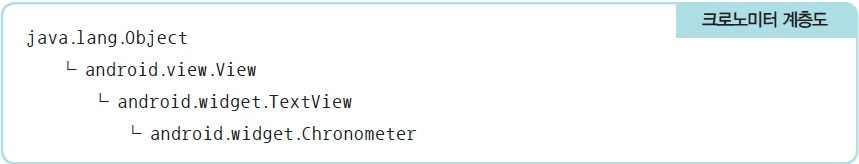 크로노미터 계층도
java.lang.Object
└ android.view.View
└ android.widget.TextView
└ android.widget.Chronometer